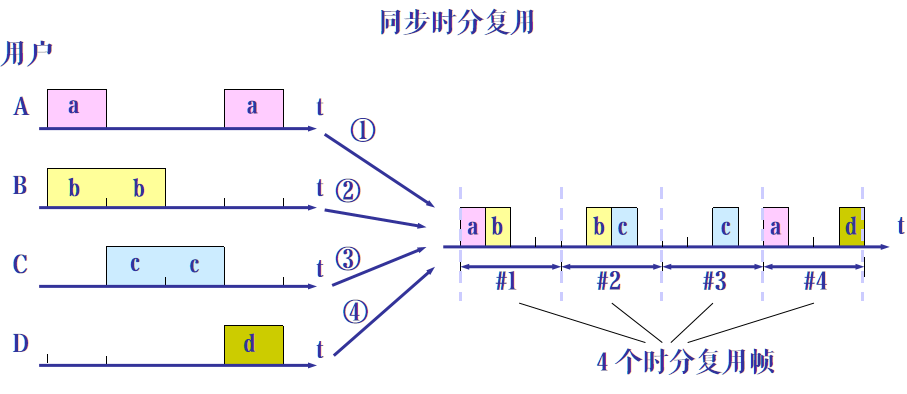 同步时分复用
用户
A a a t
①
B b b t ②
a b b c c a d t
C c c t ③
#1 #2 #3 #4
④
D d t
4 个时分复用帧